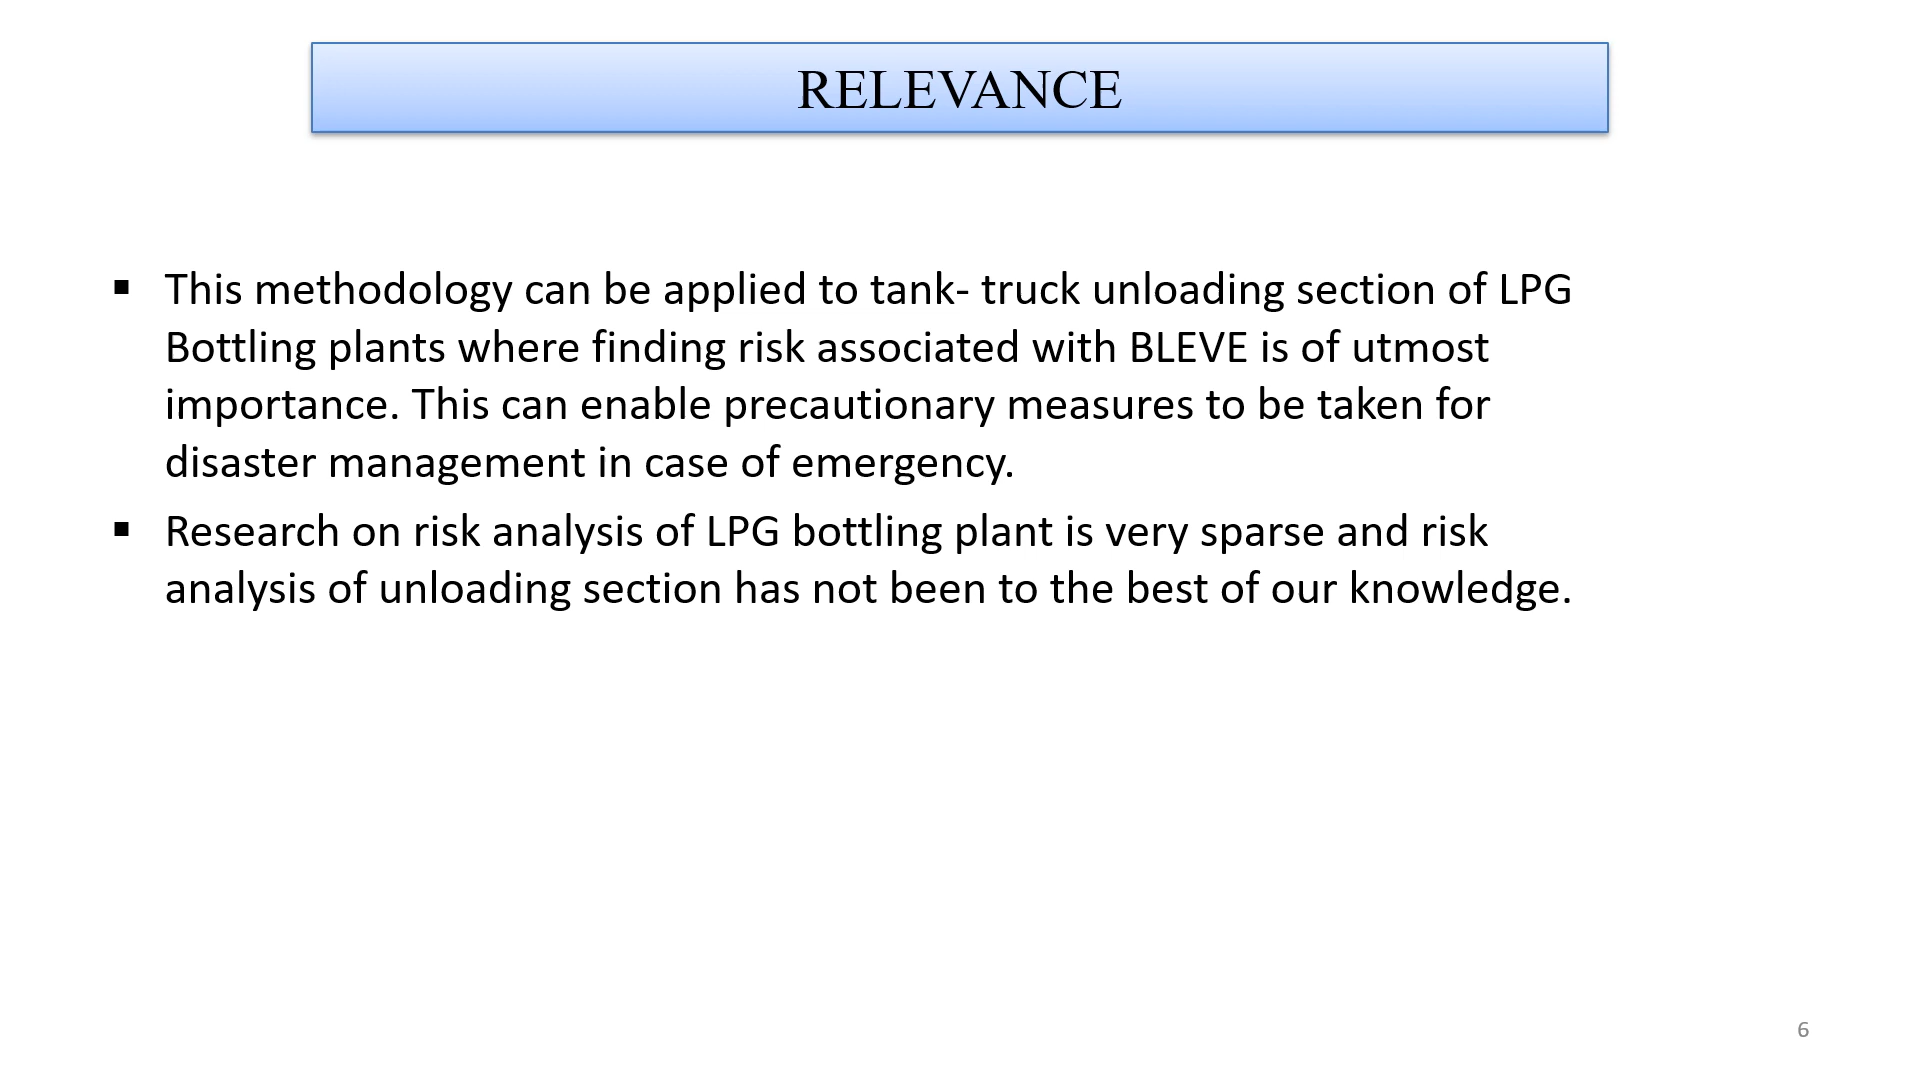 RELEVANCE
▪ This methodology can be applied to tank- truck unloading section of LPG
Bottling plants where finding risk associated with BLEVE is of utmost
importance. This can enable precautionary measures to be taken for
disaster management in case of emergency.
▪ Research on risk analysis of LPG bottling plant is very sparse and risk
analysis of unloading section has not been to the best of our knowledge.
6